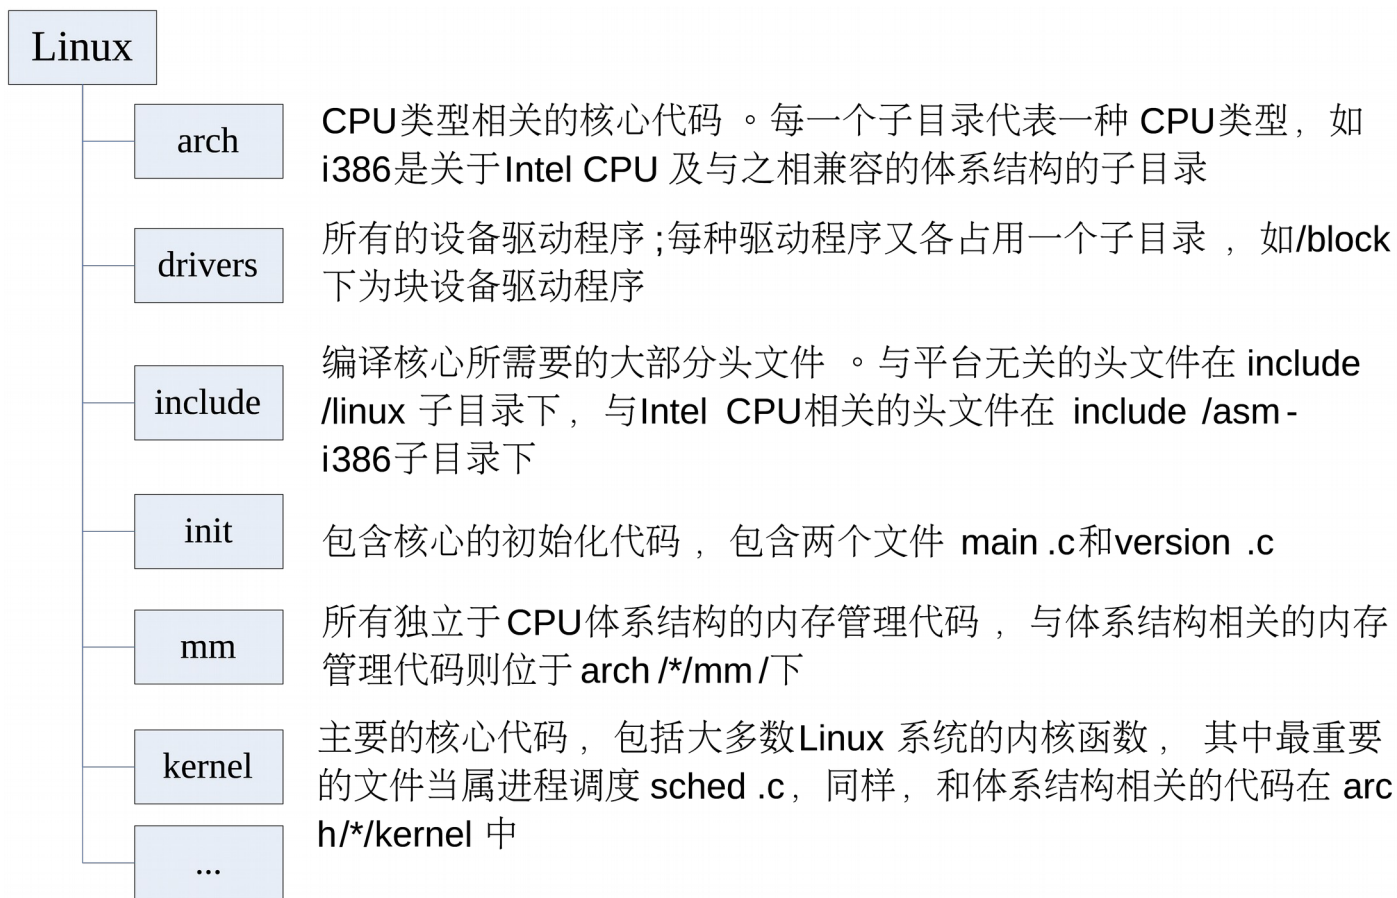 Linux
arch
CPU类型相关的核心代码 。每一个子目录代表一种 CPU类型，如
i386是关于Intel CPU 及与之相兼容的体系结构的子目录
drivers
所有的设备驱动程序 ;每种驱动程序又各占用一个子目录 ，如/block
下为块设备驱动程序
include
编译核心所需要的大部分头文件 。与平台无关的头文件在 include
/linux 子目录下，与Intel CPU相关的头文件在 include /asm-
i386子目录下
init
包含核心的初始化代码 ，包含两个文件 main .c和version .c
mm
所有独立于CPU体系结构的内存管理代码 ，与体系结构相关的内存
管理代码则位于 arch /*/mm /下
kernel
主要的核心代码 ，包括大多数Linux 系统的内核函数 ，其中最重要
的文件当属进程调度 sched .c，同样，和体系结构相关的代码在 arc
h/*/kernel 中
...